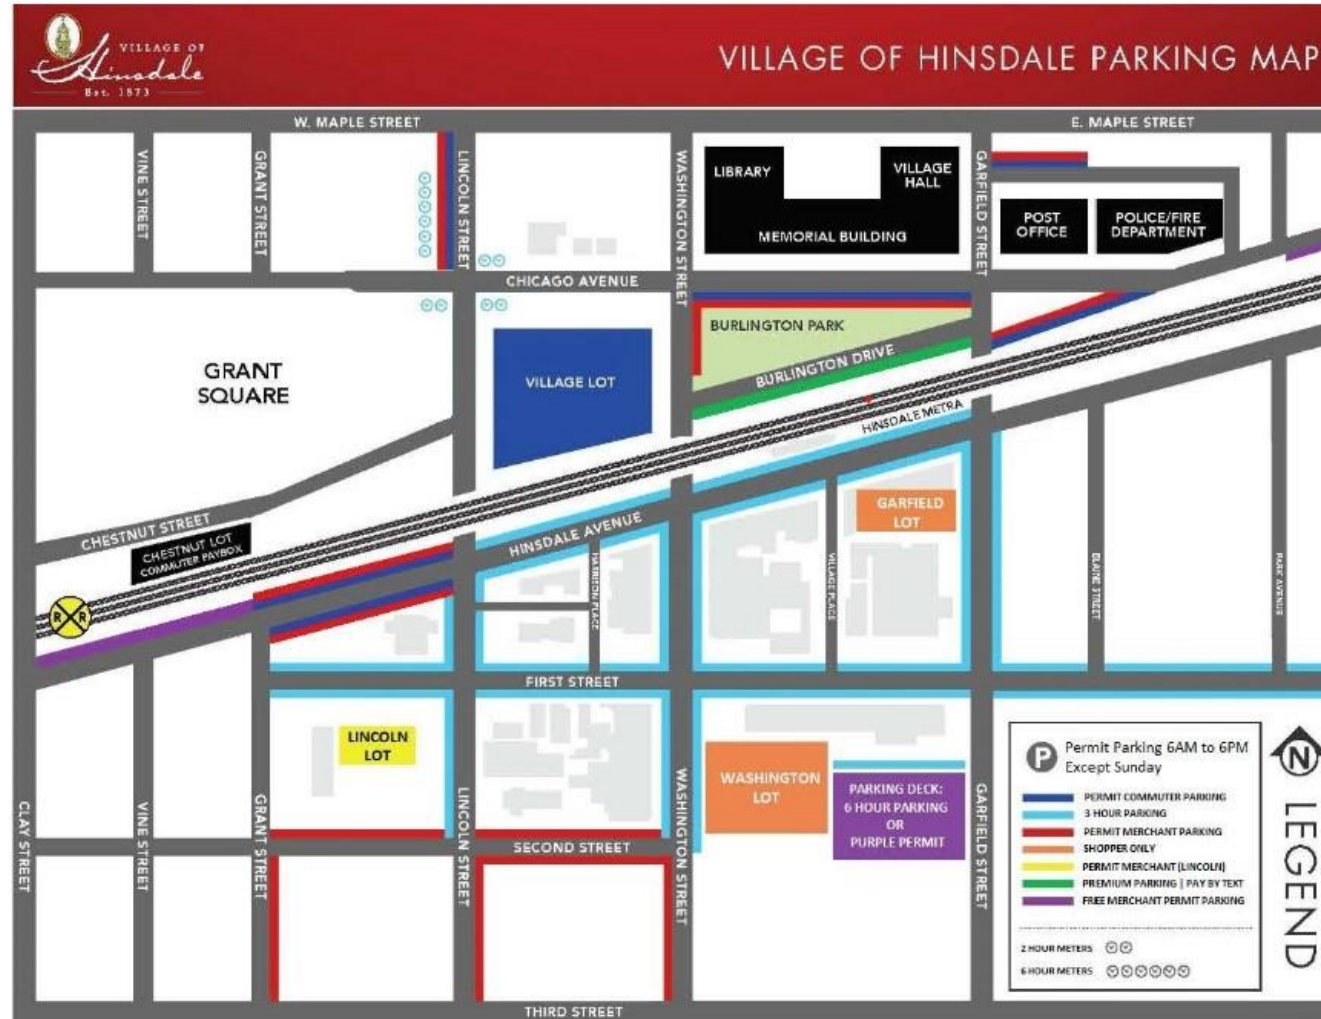 VILLAGE OF
Hinsdale
Est. 1873
VILLAGE OF HINSDALE PARKING MAP
W. MAPLE STREET
E. MAPLE STREET
VINE STREET
GRANT STREET
LINCOLN STREET
WASHINGTON STREET
GARFIELD STREET
LIBRARY
VILLAGE
HALL
MEMORIAL BUILDING
POST
OFFICE
POLICE/FIRE
DEPARTMENT
CHICAGO AVENUE
GRANT
SQUARE
VILLAGE LOT
BURLINGTON PARK
BURLINGTON DRIVE
HINSDALE METRA
CHESTNUT STREET
CHESTNUT LOT
COMMUTER PAYBOX
R R
HINSDALE AVENUE
HARRISON PLACE
VILLAGE PLACE
GARFIELD
LOT
BLAINE STREET
PARK AVENUE
FIRST STREET
LINCOLN
LOT
WASHINGTON
LOT
PARKING DECK:
6 HOUR PARKING
OR
PURPLE PERMIT
CLAY STREET
VINE STREET
GRANT STREET
LINCOLN STREET
WASHINGTON STREET
GARFIELD STREET
SECOND STREET
THIRD STREET
P
Permit Parking 6AM to 6PM
Except Sunday
PERMIT COMMUTER PARKING
3 HOUR PARKING
PERMIT MERCHANT PARKING
SHOPPER ONLY
PERMIT MERCHANT (LINCOLN)
PREMIUM PARKING | PAY BY TEXT
FREE MERCHANT PERMIT PARKING
2 HOUR METERS
6 HOUR METERS
N
LEGEND